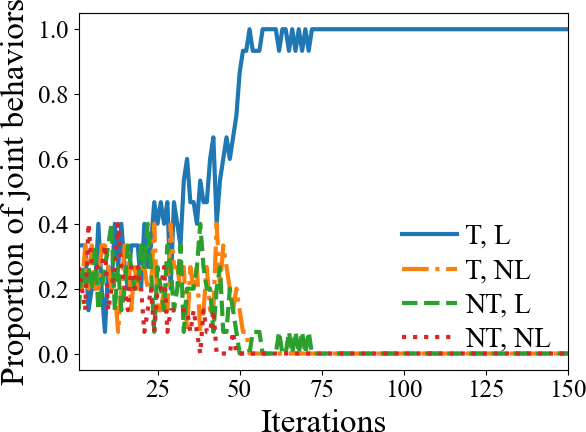 Proportion of joint behaviors
1.0
0.8
0.6
0.4
0.2
0.0
T, L
T, NL
NT, L
NT, NL
25 50 75 100 125 150
Iterations